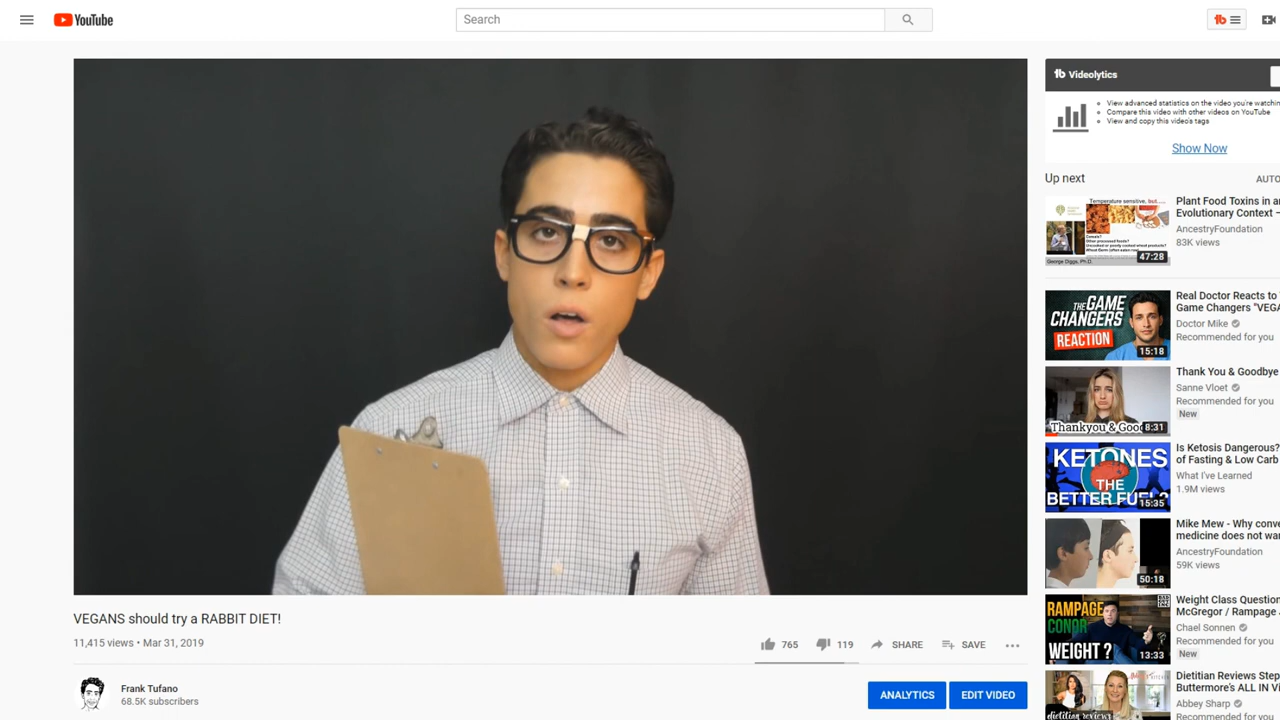 YouTube
Search
Videolytics
View advanced statistics on the video you're watchin
Compare this video with other videos on YouTube
View and copy this video's tags
Show Now
Up next
AUTO
Temperature sensitive, but.....
47:28
Plant Food Toxins in an
Evolutionary Context –
AncestryFoundation
83K views
THE GAME
CHANGERS
REACTION
15:18
Real Doctor Reacts to
Game Changers "VEGA
Doctor Mike
Recommended for you
Thankyou & Good
8:31
Thank You & Goodbye
Sanne Vloet
Recommended for you
New
KETONES
THE
BETTER FUEL?
15:35
Is Ketosis Dangerous?
of Fasting & Low Carb
What I've Learned
1.9M views
50:18
Mike Mew - Why conve
medicine does not wa
AncestryFoundation
59K views
RAMPAGE
CONOR
WEIGHT ?
13:33
Weight Class Question
McGregor / Rampage
Chael Sonnen
Recommended for you
New
dietitian reviews
Dietitian Reviews Step
Buttermore's ALL IN
Abbey Sharp
Recommended for you
VEGANS should try a RABBIT DIET!
11,415 views • Mar 31, 2019
765
119
SHARE
SAVE
Frank Tufano
68.5K subscribers
ANALYTICS
EDIT VIDEO